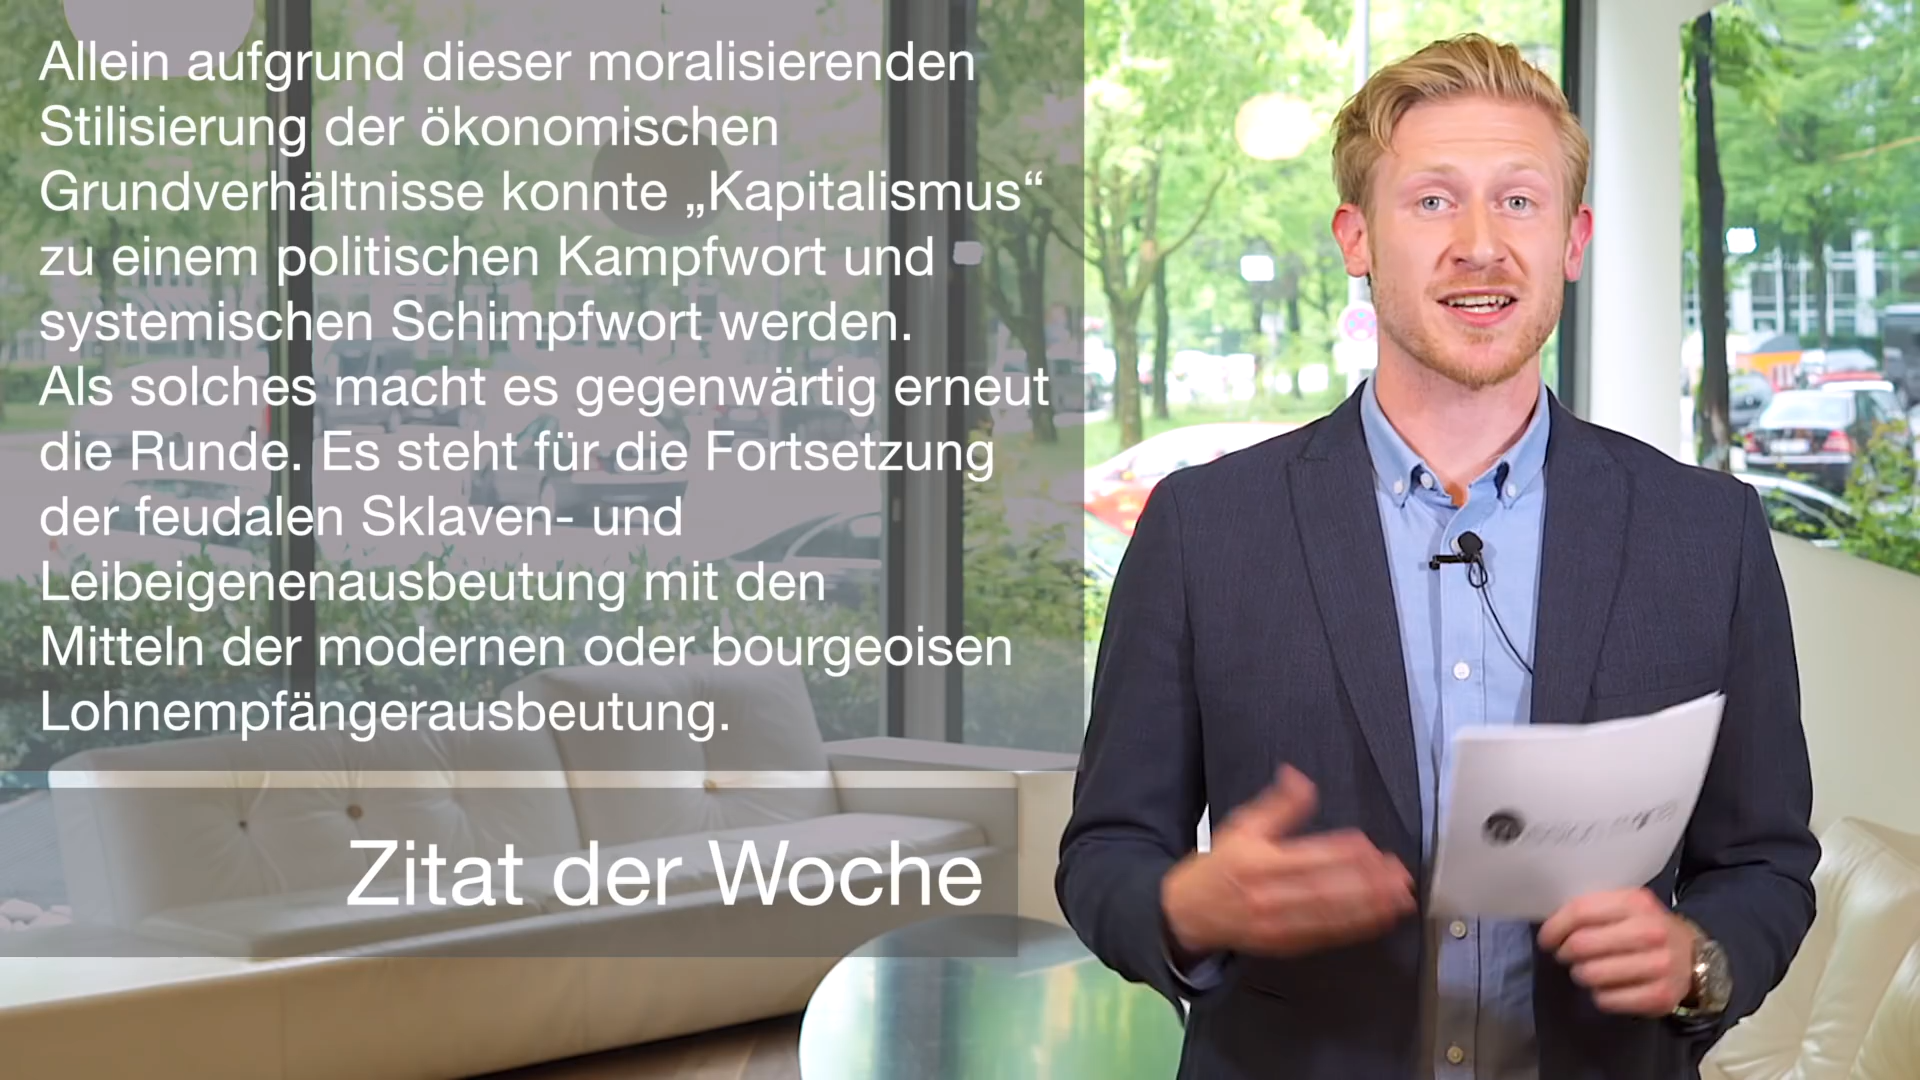 Allein aufgrund dieser moralisierenden
Stilisierung der ökonomischen
Grundverhältnisse konnte „Kapitalismus“
zu einem politischen Kampfwort und
systemischen Schimpfwort werden.
Als solches macht es gegenwärtig erneut
die Runde. Es steht für die Fortsetzung
der feudalen Sklaven- und
Leibeigenenausbeutung mit den
Mitteln der modernen oder bourgeoisen
Lohnempfängerausbeutung.
Zitat der Woche